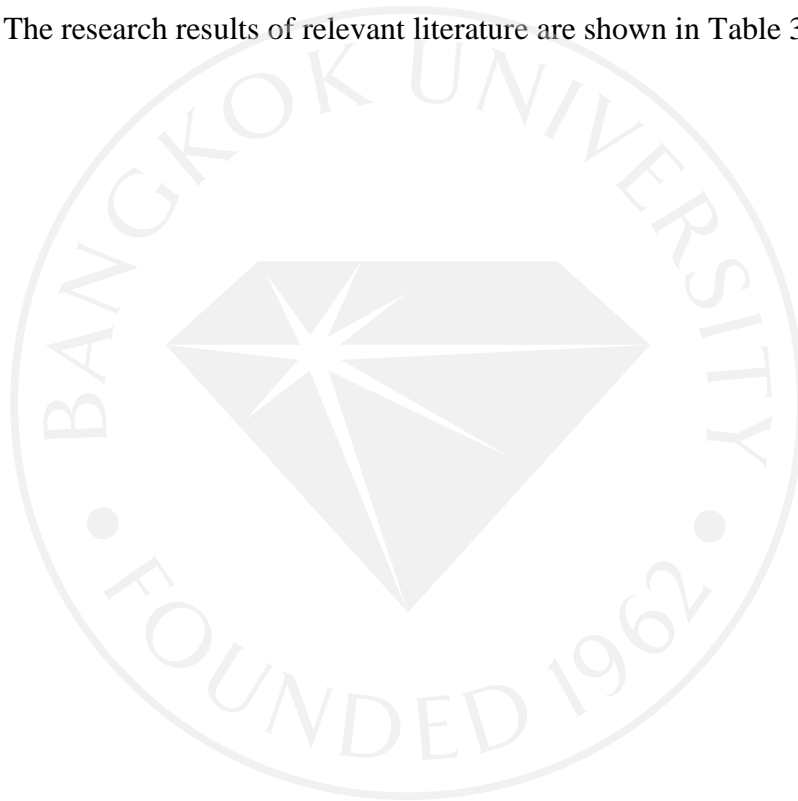 The research results of relevant literature are shown in Table 3
BANGKOK UNIVERSITY
FOUNDED 1962